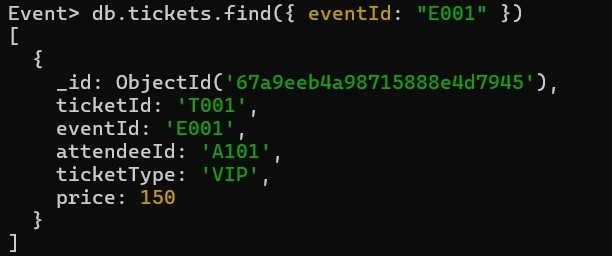 Event> db.tickets.find({ eventId: "E001" })
[
  {
    _id: ObjectId('67a9eeb4a98715888e4d7945'),
    ticketId: 'T001',
    eventId: 'E001',
    attendeeId: 'A101',
    ticketType: 'VIP',
    price: 150
  }
]